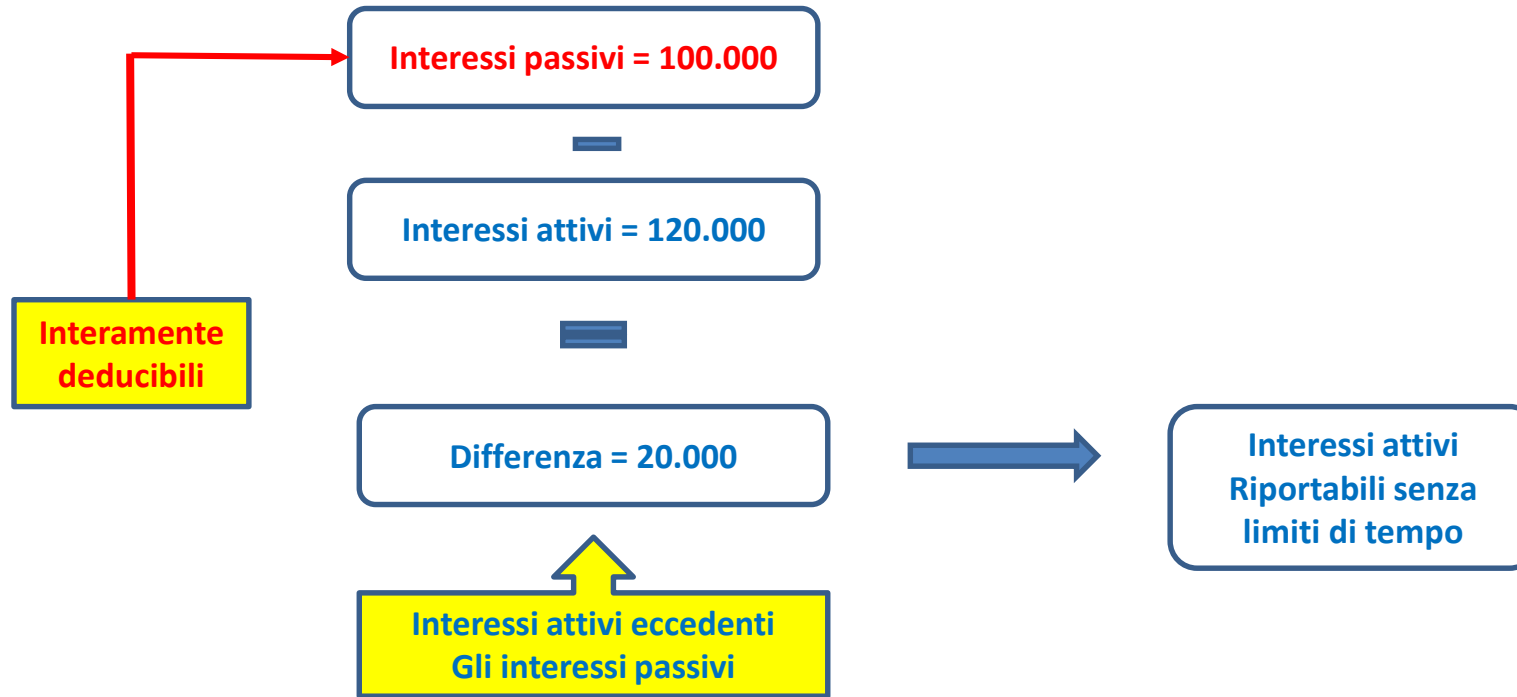 Interessi passivi = 100.000
Interessi attivi = 120.000
Interamente
deducibili
Differenza = 20.000
Interessi attivi
Riportabili senza
limiti di tempo
Interessi attivi eccedenti
Gli interessi passivi